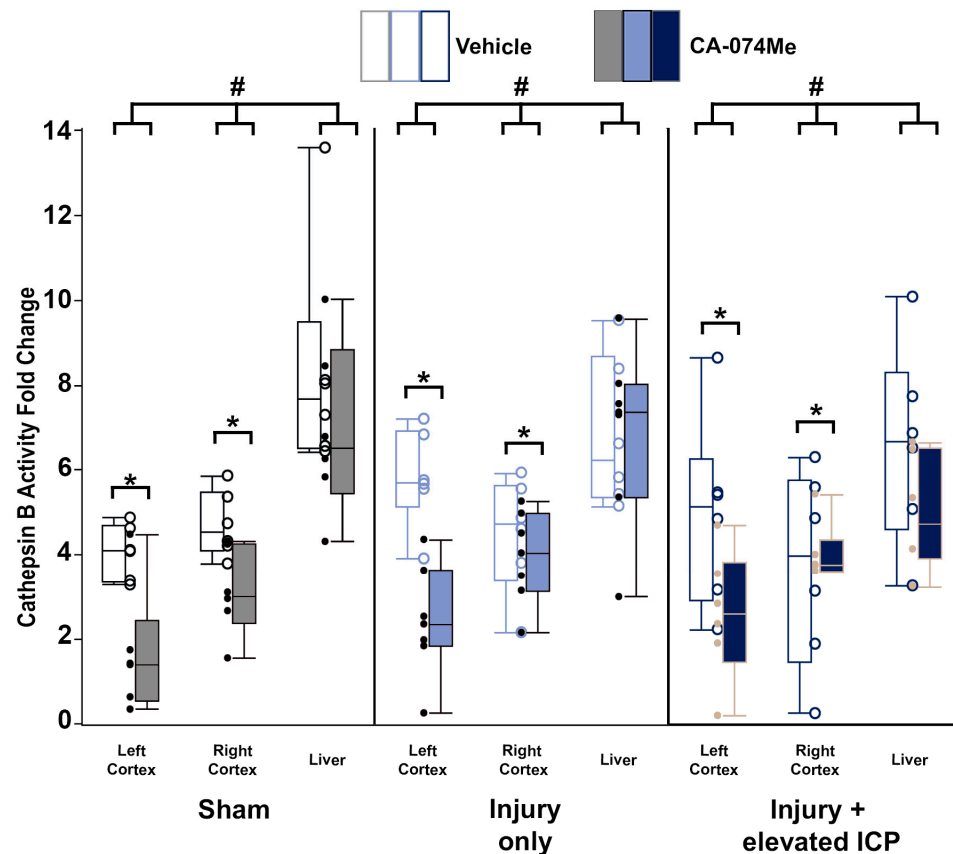 Vehicle
CA-074Me
# # #
14
12
10
8
6
4
2
0
Cathepsin B Activity Fold Change
* * * * * *
Left Cortex
Right Cortex
Liver
Left Cortex
Right Cortex
Liver
Left Cortex
Right Cortex
Liver
Sham
Injury only
Injury + elevated ICP